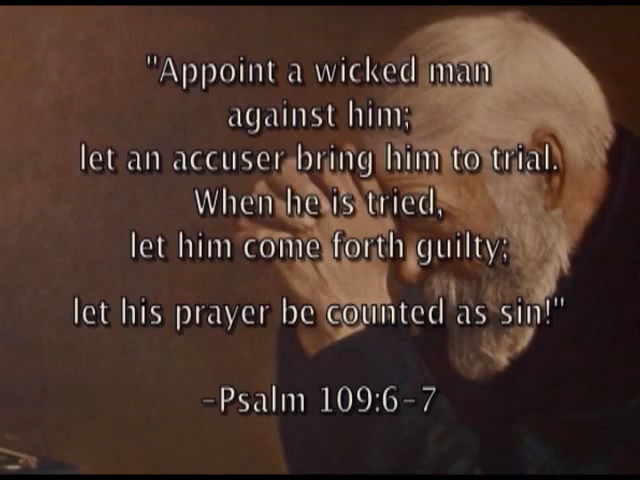 "Appoint a wicked man
against him;
let an accuser bring him to trial.
When he is tried,
let him come forth guilty;
let his prayer be counted as sin!"
-Psalm 109:6-7